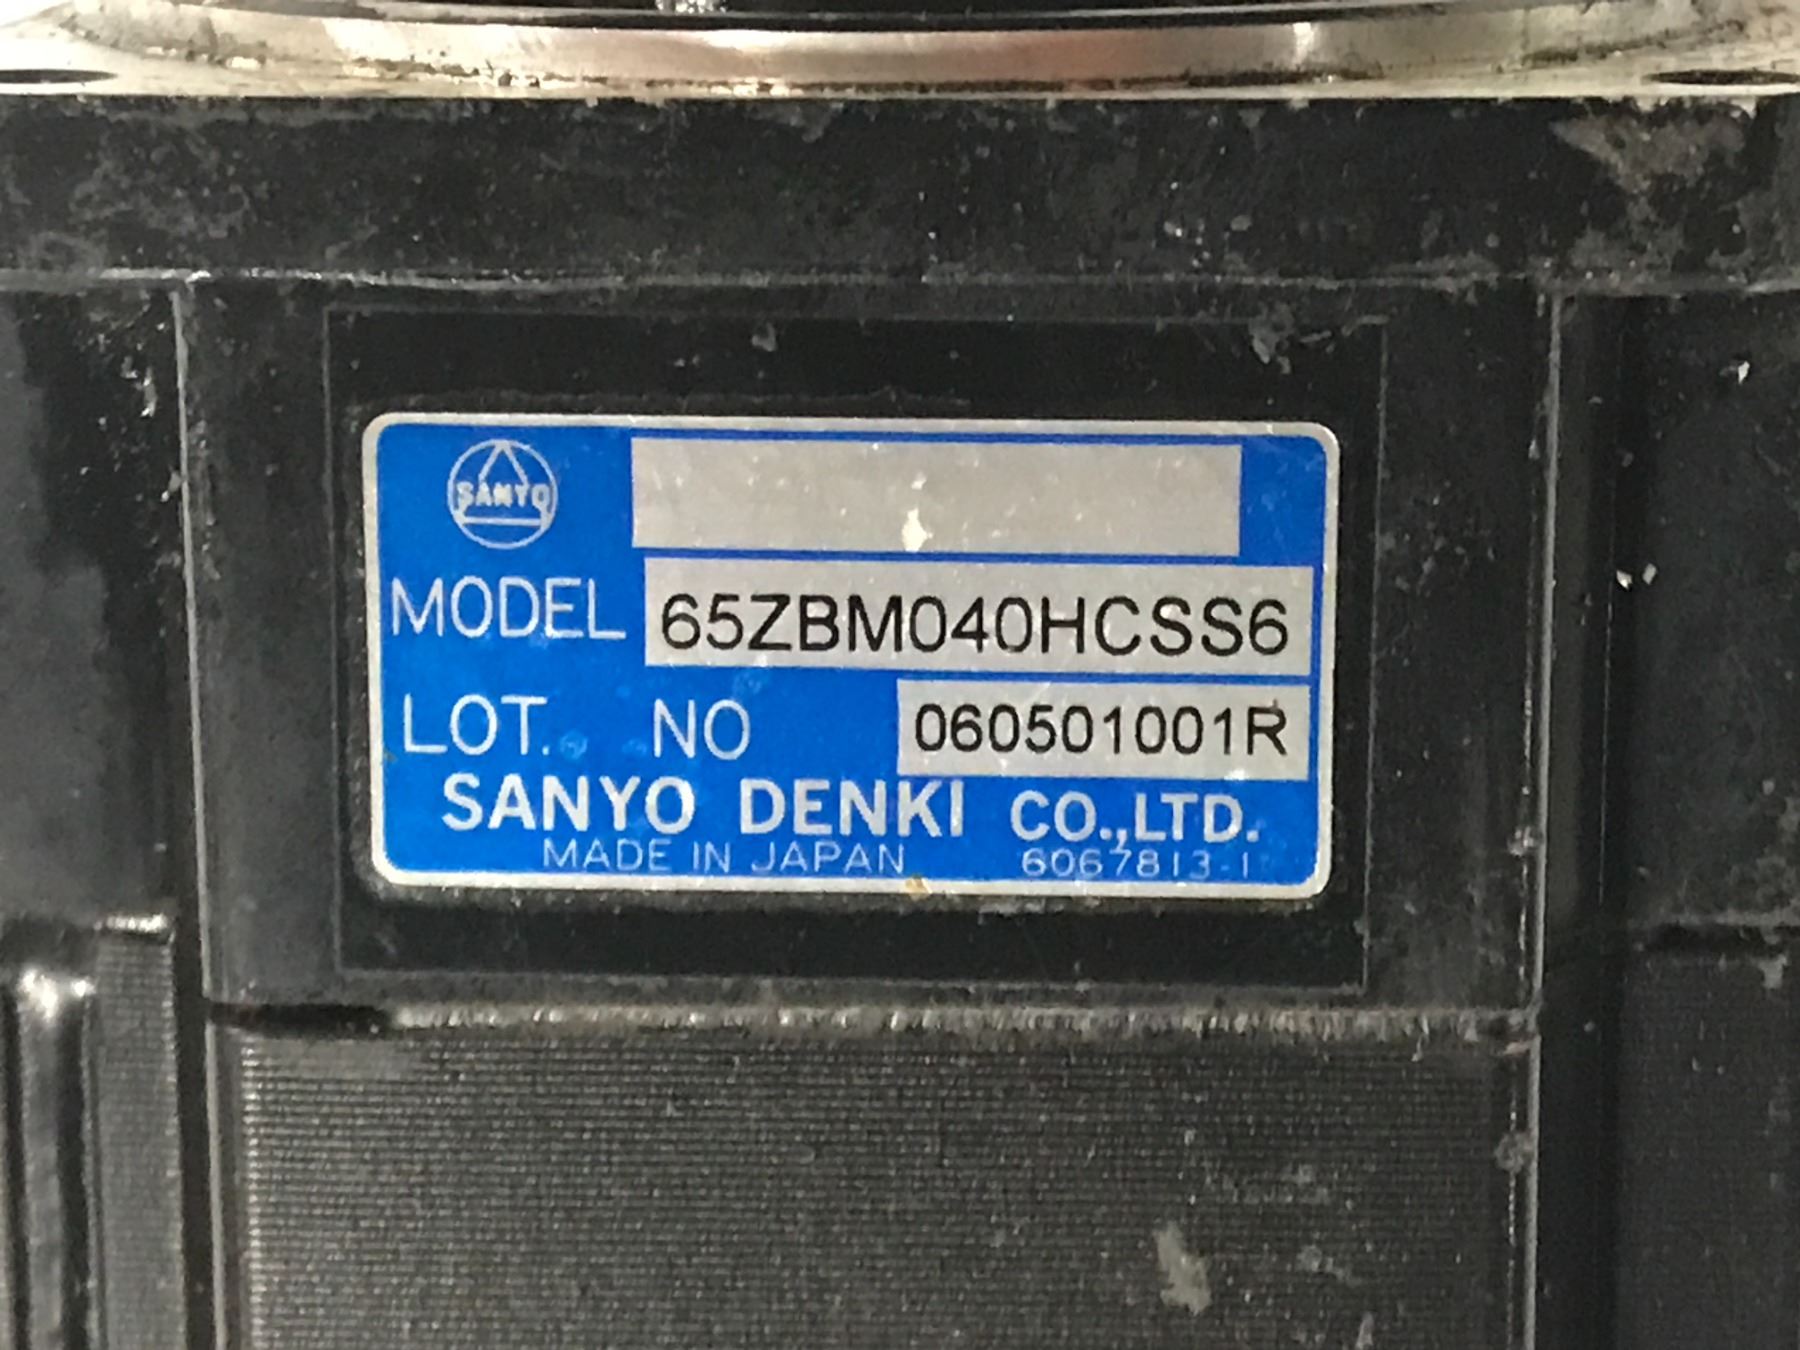 SANYO
MODEL 65ZBM040HCSS6
LOT. NO 060501001R
SANYO DENKI CO.,LTD.
MADE IN JAPAN 6067813-1